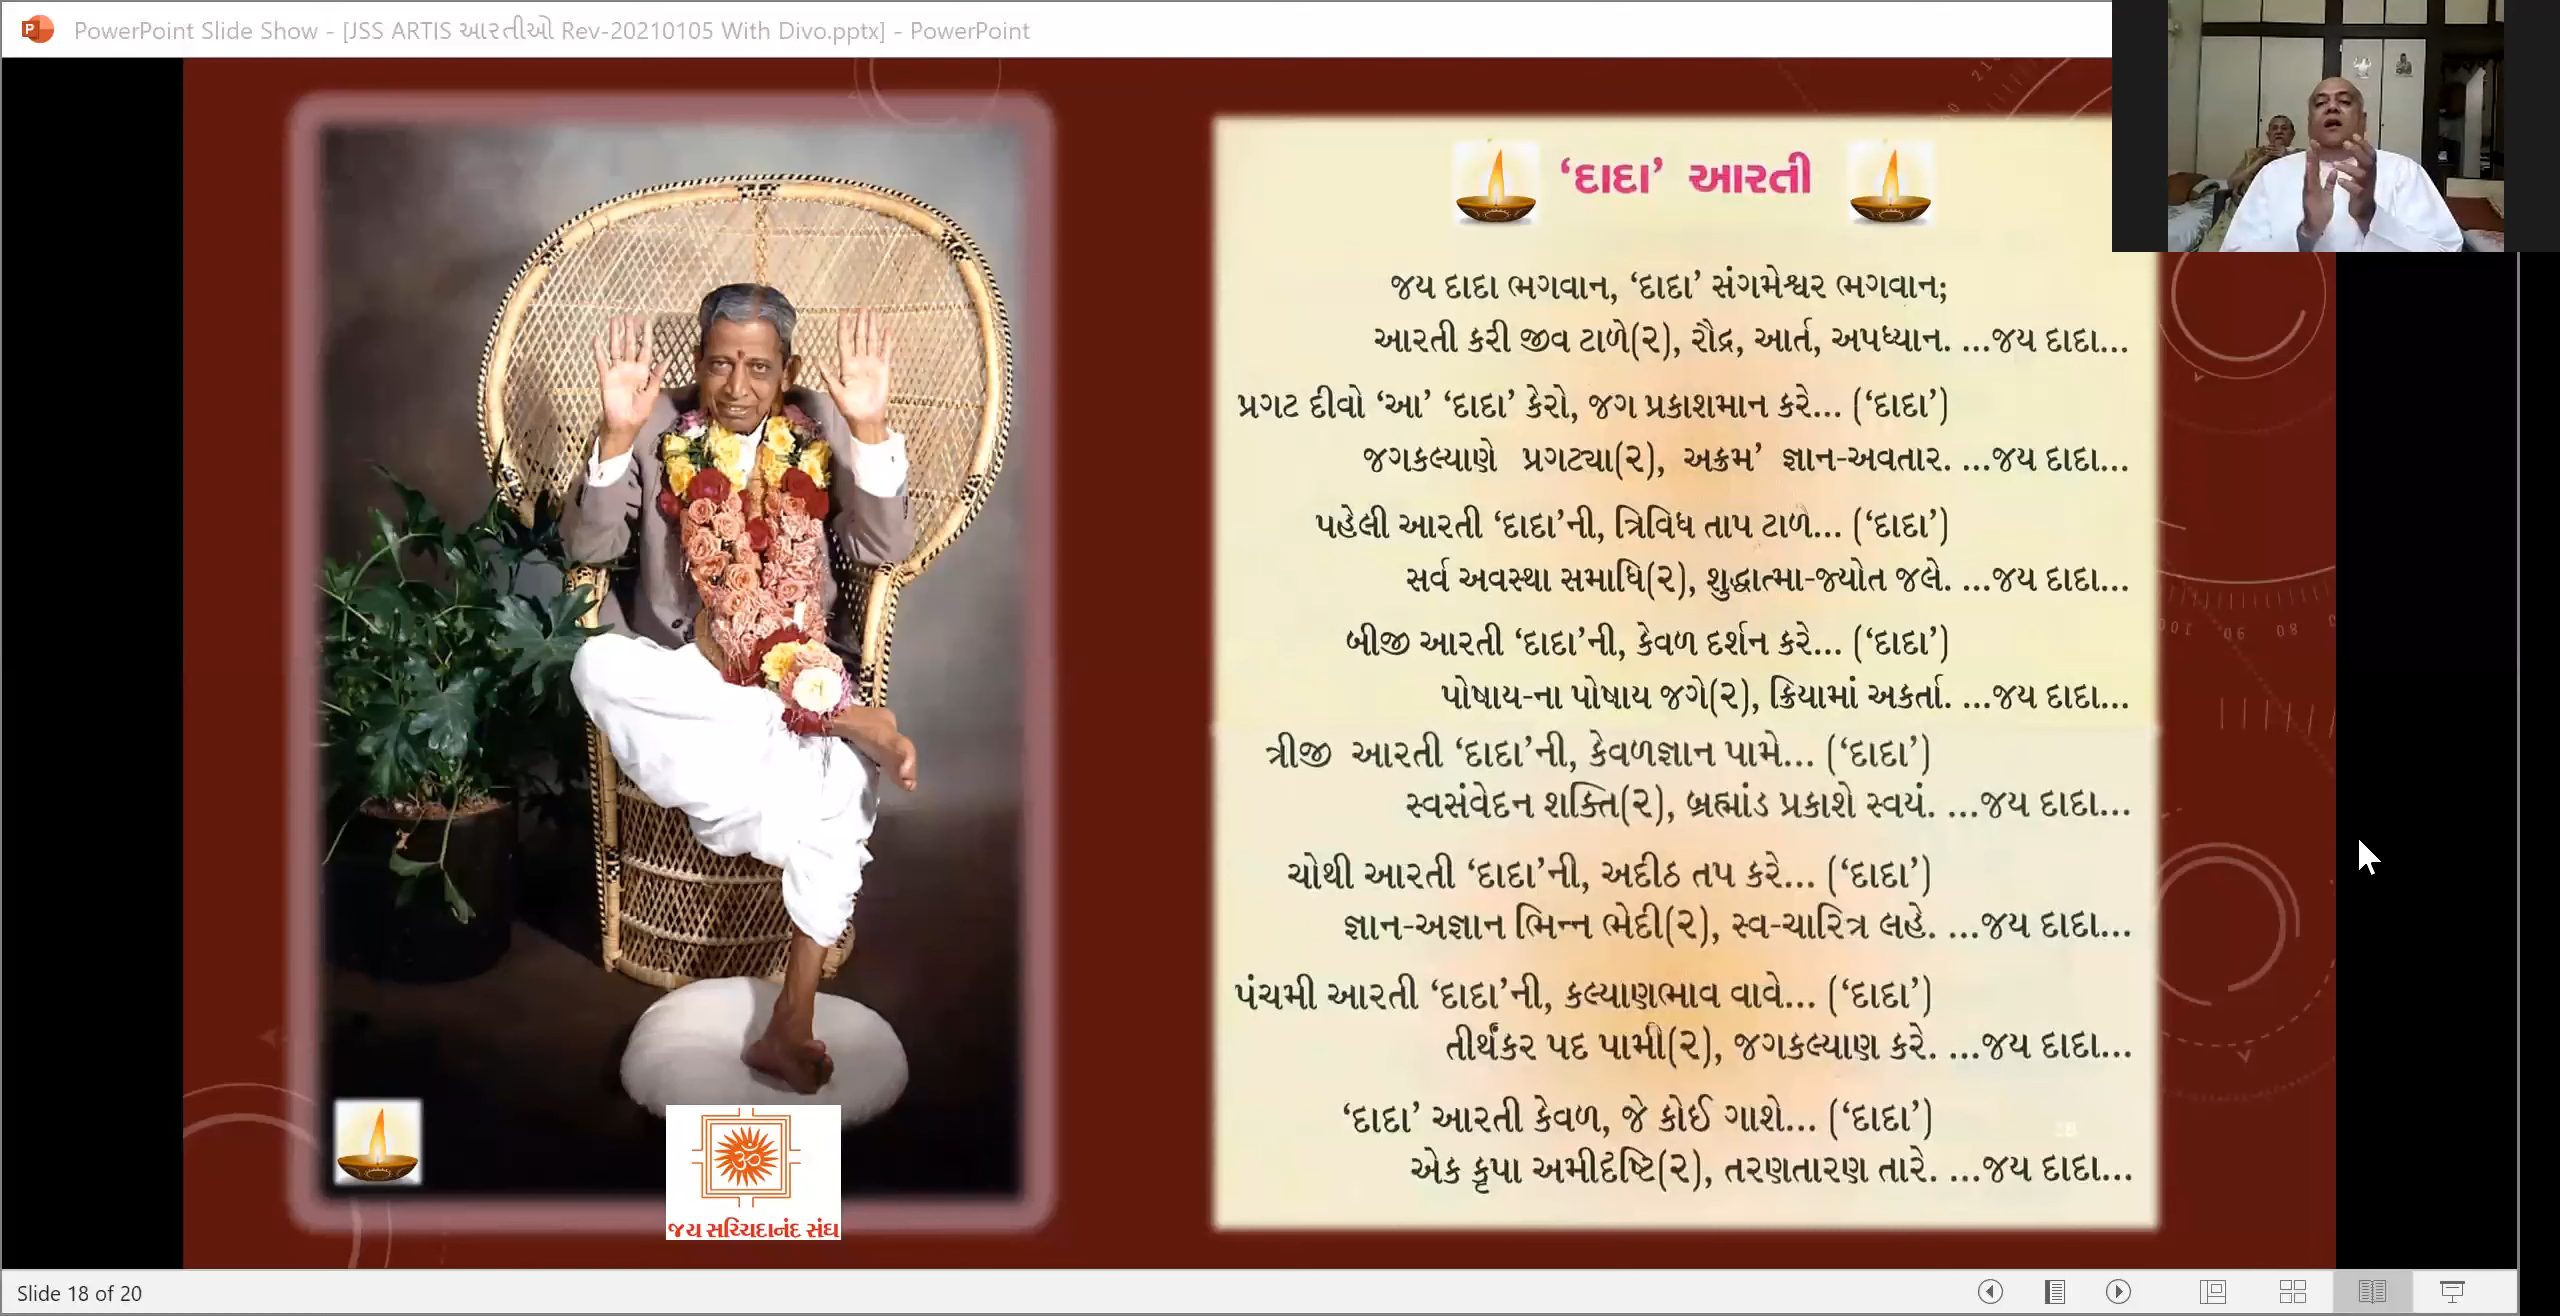 PowerPoint Slide Show - [JSS ARTIS આરતીઓ Rev-20210105 With Divo.pptx] - PowerPoint
‘દાદા’ આરતી
જય દાદા ભગવાન, ‘દાદા’ સંગમેશ્વર ભગવાન;
આરતી કરી જીવ ટાળે(૨), રૌદ્ર, આર્ત, અપધ્યાન. ...જય દાદા...
પ્રગટ દીવો ‘આ’ ‘દાદા’ કેરો, જગ પ્રકાશમાન કરે... (‘દાદા’)
જગકલ્યાણે પ્રગટ્યા(૨), અક્રમ’ જ્ઞાન-અવતાર. ...જય દાદા...
પહેલી આરતી ‘દાદા’ની, ત્રિવિધ તાપ ટાળે... (‘દાદા’)
સર્વ અવસ્થા સમાધિ(૨), શુદ્ધાત્મા-જ્યોત જલે. ...જય દાદા...
બીજી આરતી ‘દાદા’ની, કેવળ દર્શન કરે... (‘દાદા’)
પોષાય-ના પોષાય જગે(૨), ક્રિયામાં અકર્તા. ...જય દાદા...
ત્રીજી આરતી ‘દાદા’ની, કેવળજ્ઞાન પામે... (‘દાદા’)
સ્વસંવેદન શક્તિ(૨), બ્રહ્માંડ પ્રકાશે સ્વયં. ...જય દાદા...
ચોથી આરતી ‘દાદા’ની, અદીઠ તપ કરે... (‘દાદા’)
જ્ઞાન-અજ્ઞાન ભિન્ન ભેદી(૨), સ્વ-ચારિત્ર લહે. ...જય દાદા...
પંચમી આરતી ‘દાદા’ની, કલ્યાણભાવ વાવે... (‘દાદા’)
તીર્થંકર પદ પામી(૨), જગકલ્યાણ કરે. ...જય દાદા...
‘દાદા’ આરતી કેવળ, જે કોઈ ગાશે... (‘દાદા’)
એક કૃપા અમીદૃષ્ટિ(૨), તરણતારણ તારે. ...જય દાદા...
ૐ
જય સચ્ચિદાનંદ સંઘ
18
Slide 18 of 20